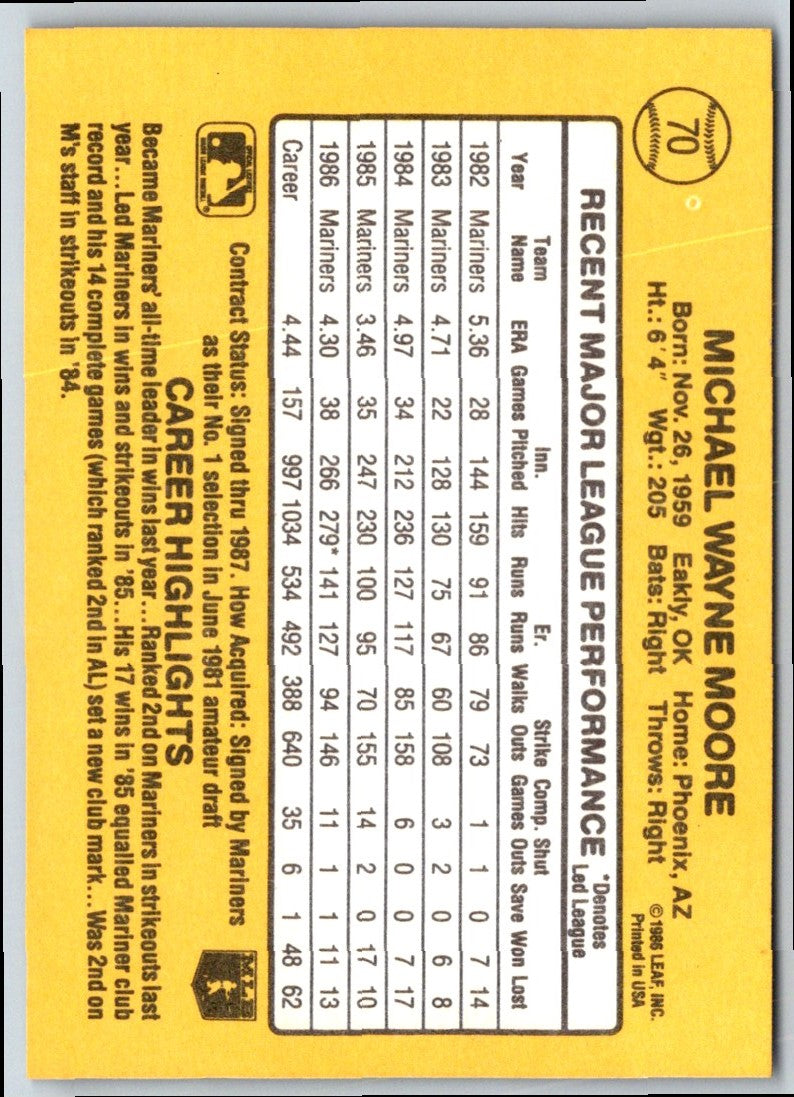 70
MICHAEL WAYNE MOORE
Born: Nov. 26, 1959 Eakly, OK Home: Phoenix, AZ
Ht.: 6'4" Wgt.: 205 Bats: Right Throws: Right
©1986 LEAF, INC.
Printed in USA
RECENT MAJOR LEAGUE PERFORMANCE *Denotes
Led League
Team Inn. Er. Strike Comp. Shut
Year Name ERA Games Pitched Hits Runs Runs Walks Outs Games Outs Save Won Lost
1982 Mariners 5.36 28 144 159 91 86 79 73 1 1 0 7 14
1983 Mariners 4.71 22 128 130 75 67 60 108 3 2 0 6 8
1984 Mariners 4.97 34 212 236 127 117 85 158 6 0 0 7 17
1985 Mariners 3.46 35 247 230 100 95 70 155 14 2 0 17 10
1986 Mariners 4.30 38 266 279* 141 127 94 146 11 1 1 11 13
Career 4.44 157 997 1034 534 492 388 640 35 6 1 48 62
Contract Status: Signed thru 1987. How Acquired: Signed by Mariners
as their No. 1 selection in June 1981 amateur draft
MLB
CAREER HIGHLIGHTS
Became Mariners' all-time leader in wins last year...Ranked 2nd on Mariners in strikeouts last
year...Led Mariners in wins and strikeouts in '85...His 17 wins in '85 equalled Mariner club
record and his 14 complete games (which ranked 2nd in AL) set a new club mark...Was 2nd on
M's staff in strikeouts in '84.